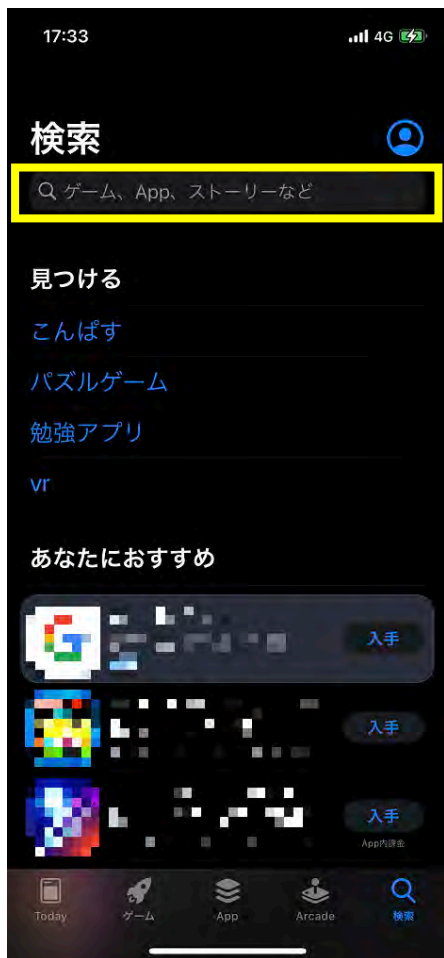 17:33
4G
検索
ゲーム、App、ストーリーなど
見つける
こんぱす
パズルゲーム
勉強アプリ
vr
あなたにおすすめ
入手
入手
入手
App内課金
Today
ゲーム
App
Arcade
検索